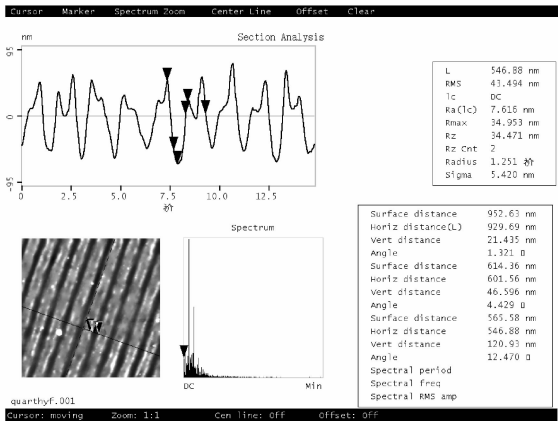 Cursor Marker Spectrum Zoom Center Line Offset Clear
nm Section Analysis
95
0
-95
0 2.5 5.0 7.5 10.0 12.5
L 546.88 nm
RMS 43.494 nm
lc DC
Ra(lc) 7.616 nm
Rmax 34.953 nm
Rz 34.471 nm
Rz Cnt 2
Radius 1.251
Sigma 5.420 nm
Surface distance 952.63 nm
Horiz distance(L) 929.69 nm
Vert distance 21.435 nm
Angle 1.321
Surface distance 614.36 nm
Horiz distance 601.56 nm
Vert distance 46.596 nm
Angle 4.429
Surface distance 565.58 nm
Horiz distance 546.88 nm
Vert distance 120.93 nm
Angle 12.470
Spectral period
Spectral freq
Spectral RMS amp
Spectrum
DC Min
quarthyf.001
Cursor: moving Zoom: 1:1 Cen line: Off Offset: Off